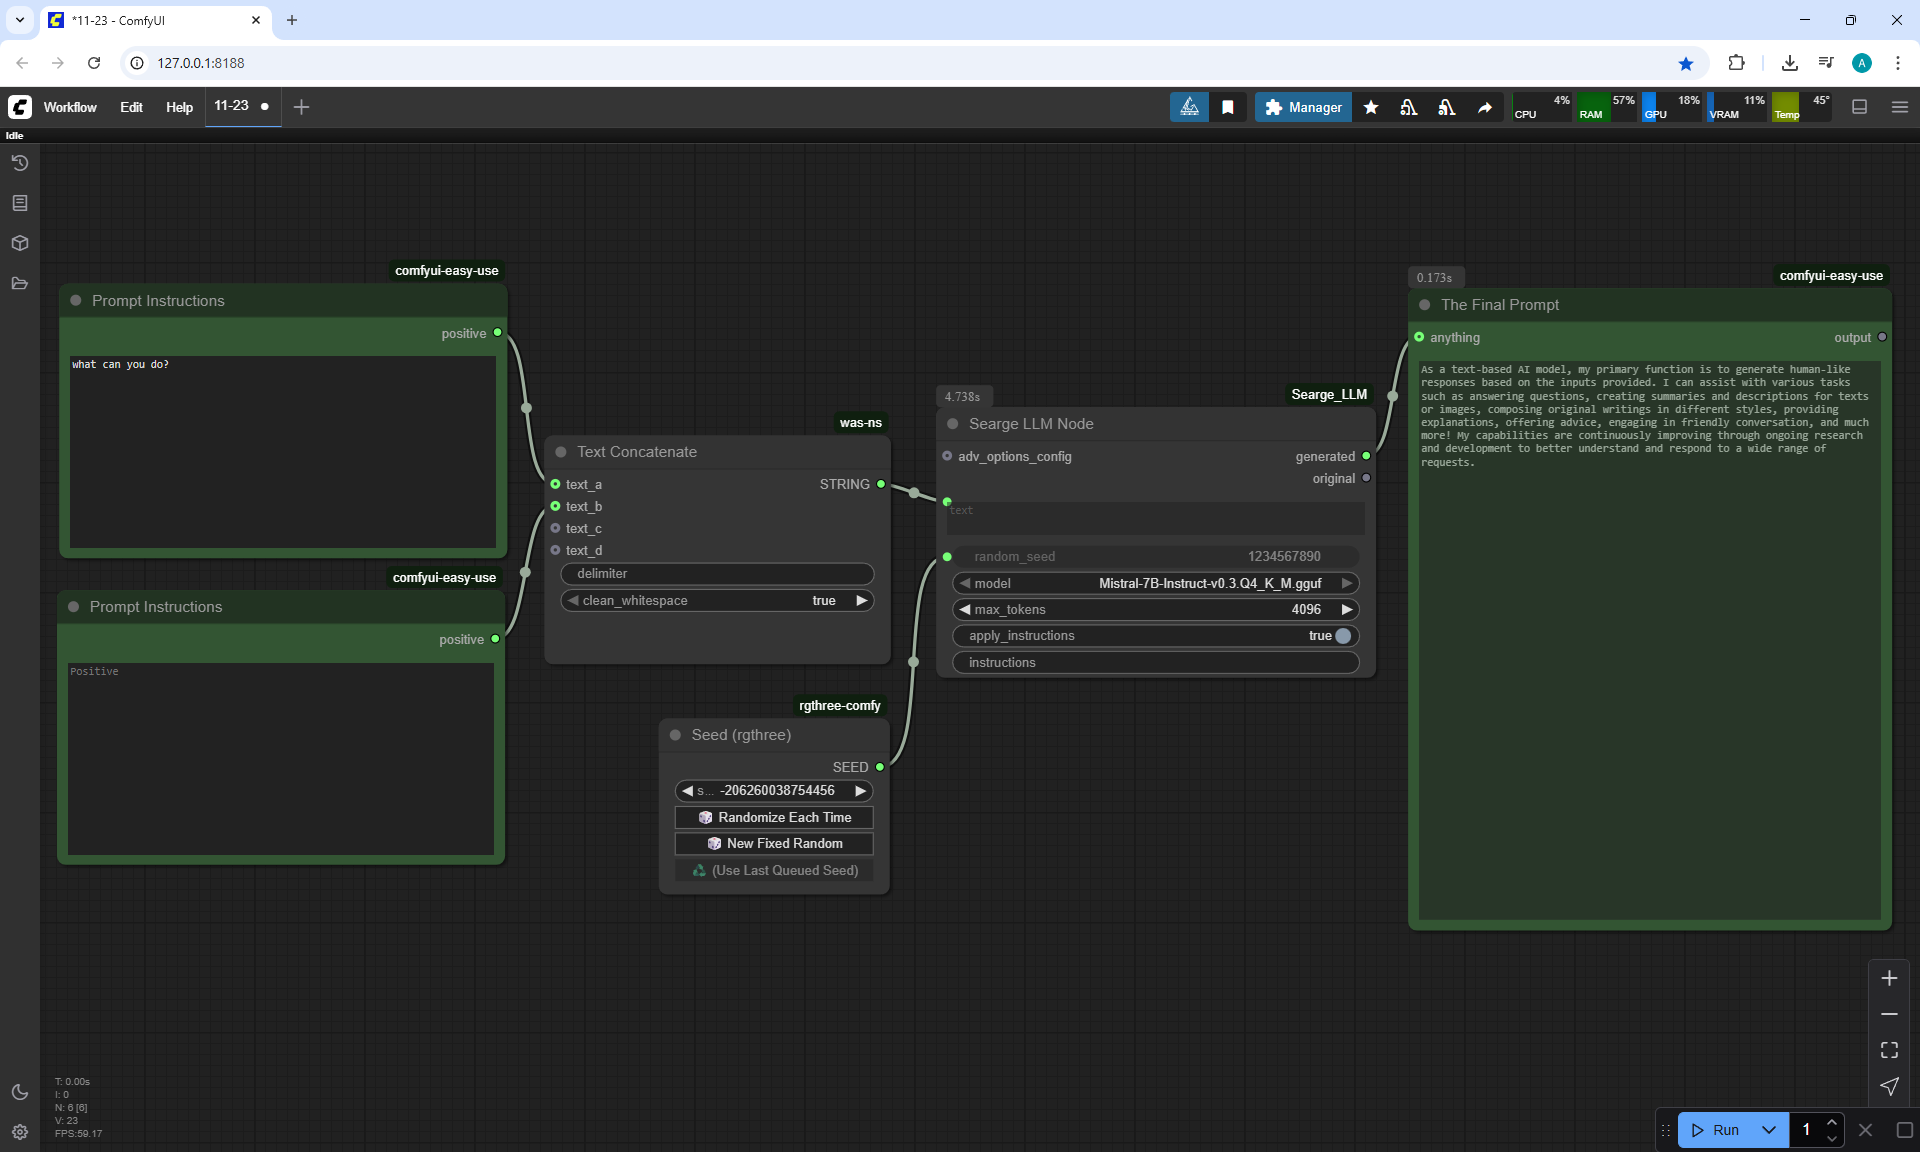 *11-23 - ComfyUI
127.0.0.1:8188
A
Workflow
Edit
Help
11-23
Manager
CPU 4%
RAM 57%
GPU 18%
VRAM 11%
Temp 45°
Idle
comfyui-easy-use
Prompt Instructions
positive
what can you do?
comfyui-easy-use
Prompt Instructions
positive
Positive
was-ns
Text Concatenate
text_a STRING
text_b
text_c
text_d
delimiter
clean_whitespace true
rgthree-comfy
Seed (rgthree)
SEED
s... -206260038754456
Randomize Each Time
New Fixed Random
(Use Last Queued Seed)
4.738s
Searge_LLM
Searge LLM Node
adv_options_config generated
original
text
random_seed 1234567890
model Mistral-7B-Instruct-v0.3.Q4_K_M.gguf
max_tokens 4096
apply_instructions true
instructions
0.173s
comfyui-easy-use
The Final Prompt
anything output
As a text-based AI model, my primary function is to generate human-like
responses based on the inputs provided. I can assist with various tasks
such as answering questions, creating summaries and descriptions for texts
or images, composing original writings in different styles, providing
explanations, offering advice, engaging in friendly conversation, and much
more! My capabilities are continuously improving through ongoing research
and development to better understand and respond to a wide range of
requests.
T: 0.00s
I: 0
N: 6 [6]
V: 23
FPS:59.17
Run
1